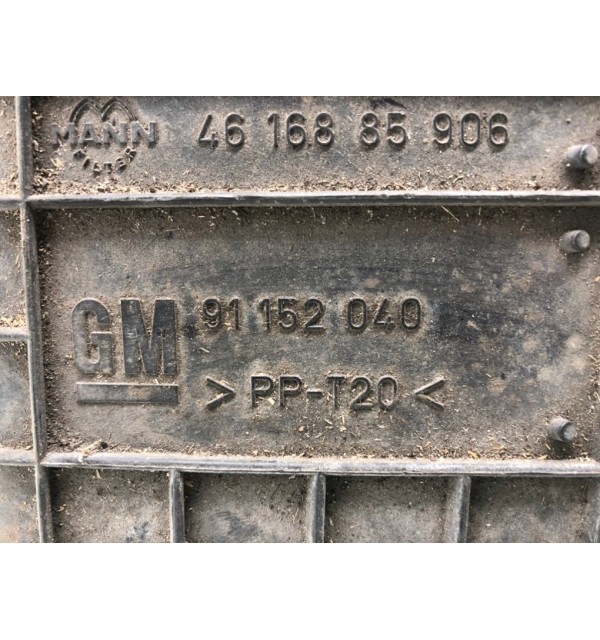 MANN FILTER 46 168 85 906
GM 91 152 040
> PP-T20 <